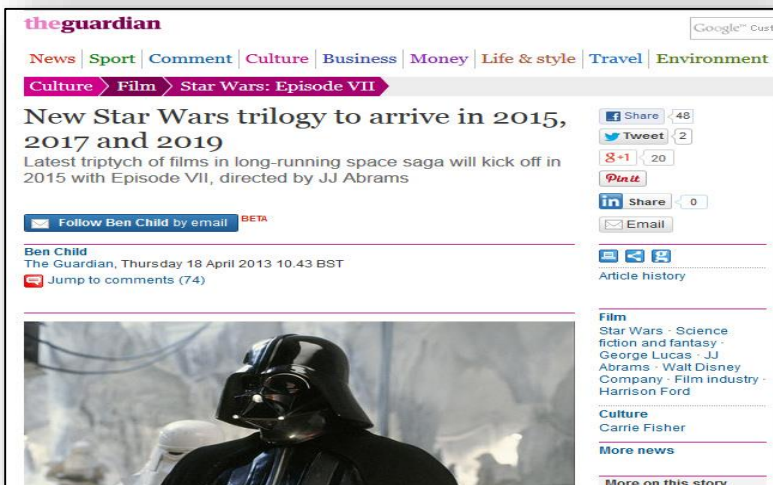 theguardian
Google™ Cust
News Sport Comment Culture Business Money Life & style Travel Environment
Culture Film Star Wars: Episode VII
New Star Wars trilogy to arrive in 2015,
2017 and 2019
Latest triptych of films in long-running space saga will kick off in
2015 with Episode VII, directed by JJ Abrams
Follow Ben Child by email BETA
Ben Child
The Guardian, Thursday 18 April 2013 10.43 BST
Jump to comments (74)
Share 48
Tweet 2
g+1 20
Pin it
in Share 0
Email
Article history
Film
Star Wars · Science
fiction and fantasy ·
George Lucas · JJ
Abrams · Walt Disney
Company · Film industry ·
Harrison Ford
Culture
Carrie Fisher
More news
More on this story